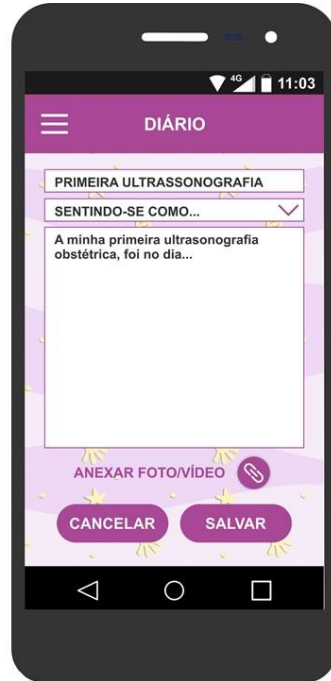 4G 11:03
DIÁRIO
PRIMEIRA ULTRASSONOGRAFIA
SENTINDO-SE COMO...
A minha primeira ultrasonografia
obstétrica, foi no dia...
ANEXAR FOTO/VÍDEO
CANCELAR SALVAR